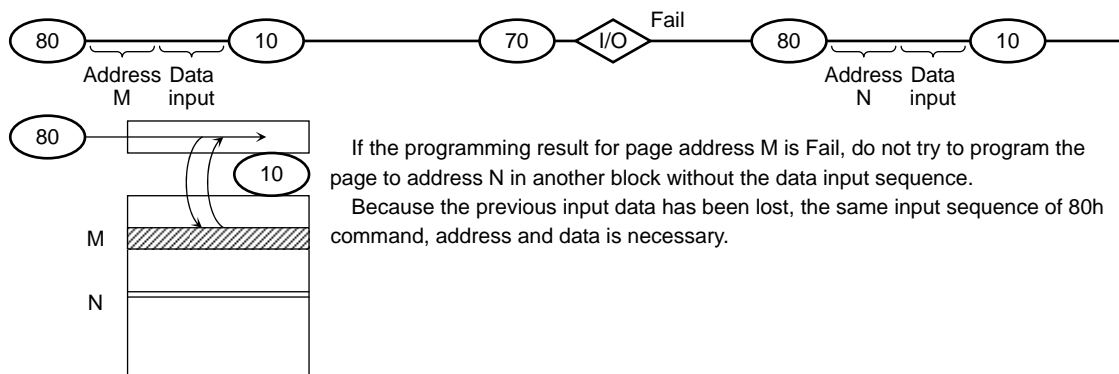 Fail
80 10 70 I/O 80 10
Address Data Address Data
M input N input
80
If the programming result for page address M is Fail, do not try to program the
10
page to address N in another block without the data input sequence.
Because the previous input data has been lost, the same input sequence of 80h
M
command, address and data is necessary.
N